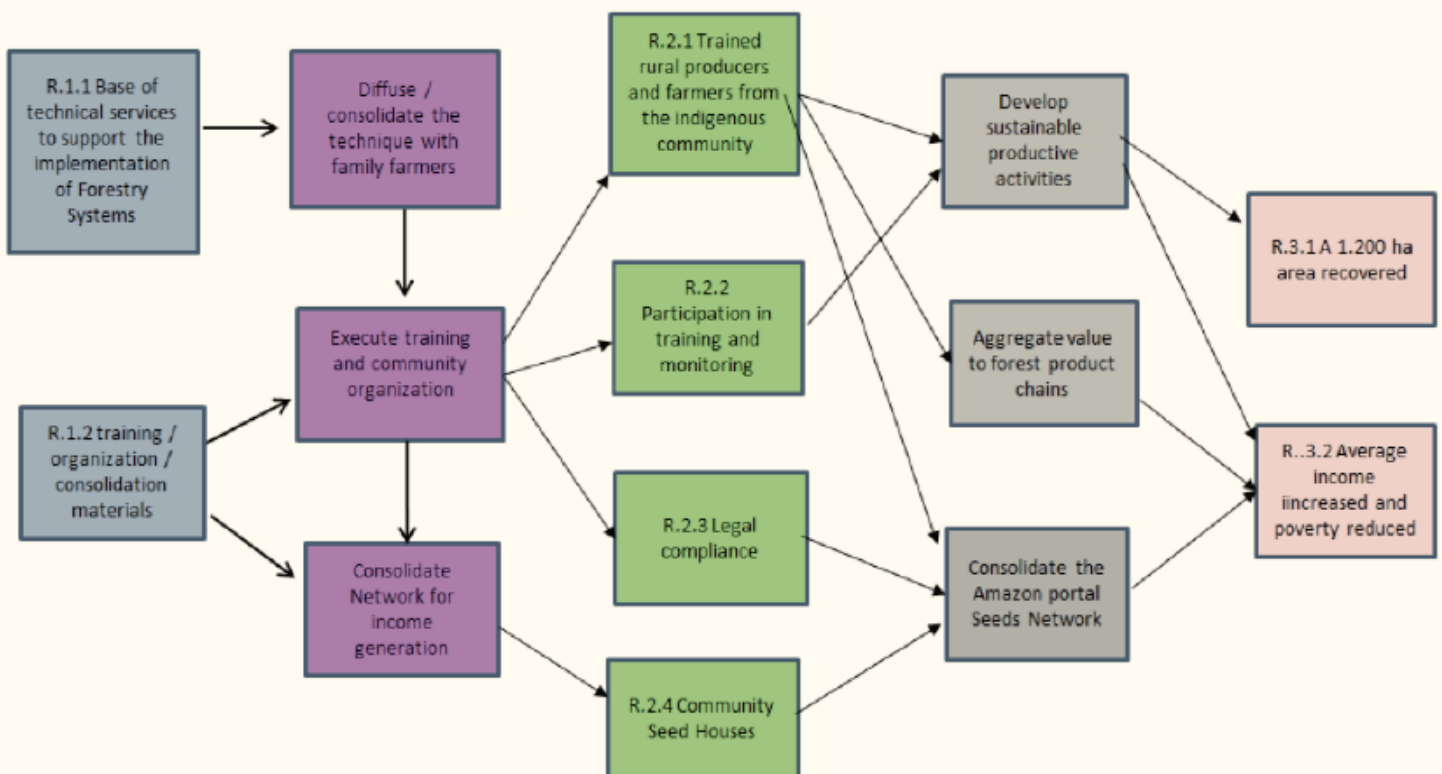 R.1.1 Base of
technical services
to support the
implementation
of Forestry
Systems
R.1.2 training /
organization /
consolidation
materials
Diffuse /
consolidate the
technique with
family farmers
Execute training
and community
organization
Consolidate
Network for
income
generation
R.2.1 Trained
rural producers
and farmers from
the indigenous
community
R.2.2
Participation in
training and
monitoring
R.2.3 Legal
compliance
R.2.4 Community
Seed Houses
Develop
sustainable
productive
activities
Aggregate value
to forest product
chains
Consolidate the
Amazon portal
Seeds Network
R.3.1 A 1.200 ha
area recovered
R..3.2 Average
income
iincreased and
poverty reduced